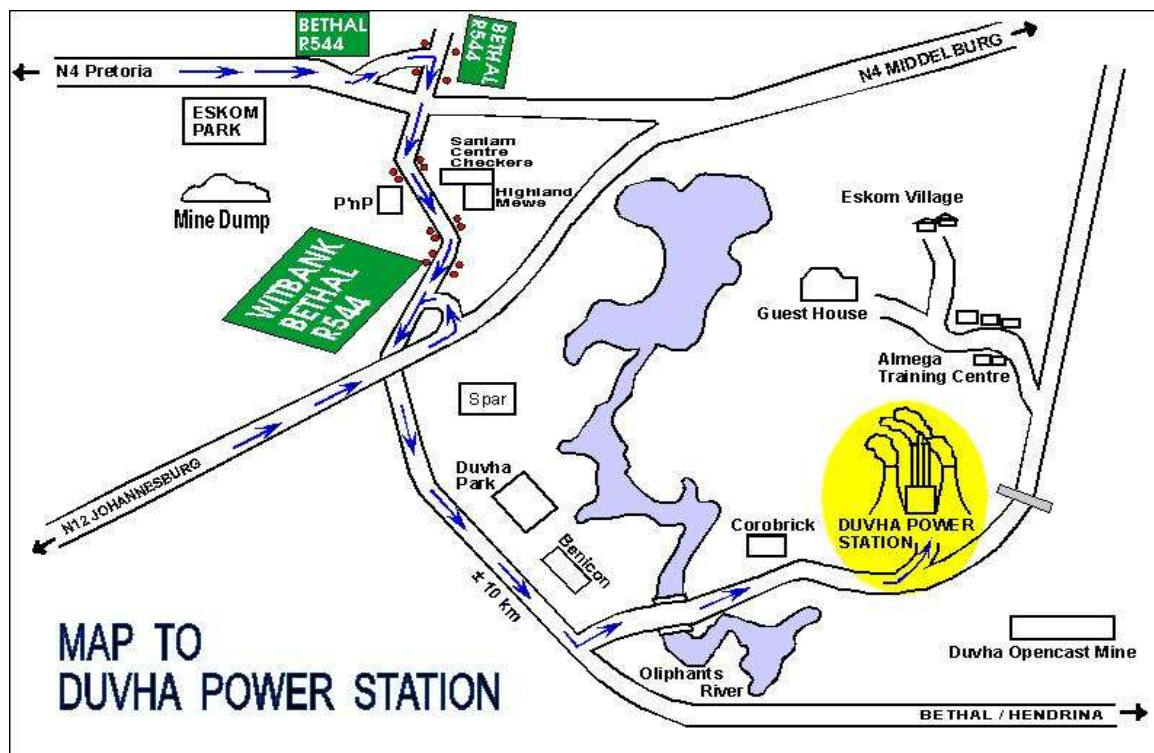 BETHAL
R544
BETHAL
R544
N4 Pretoria
N4 MIDDELBURG
ESKOM
PARK
Sanlam
Centre
Checkers
P'nP
Highland
Mews
Mine Dump
Eskom Village
WITBANK
BETHAL
R544
Guest House
Almega
Training Centre
Spar
Duvha
Park
N12 JOHANNESBURG
Corobrick
DUVHA POWER
STATION
Benicon
± 10 km
MAP TO
DUVHA POWER STATION
Oliphants
River
Duvha Opencast Mine
BETHAL / HENDRINA